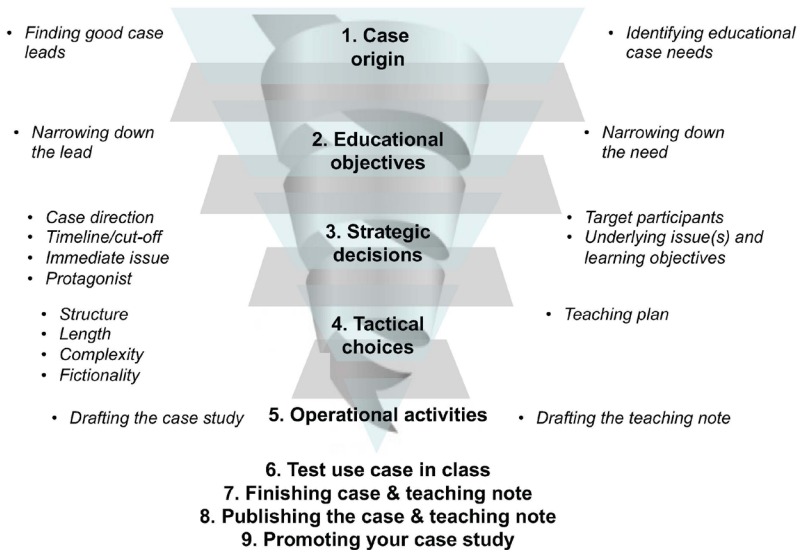 • Finding good case
leads
1. Case
origin
• Identifying educational
case needs
• Narrowing down
the lead
2. Educational
objectives
• Narrowing down
the need
• Case direction
• Timeline/cut-off
• Immediate issue
• Protagonist
3. Strategic
decisions
• Target participants
• Underlying issue(s) and
learning objectives
• Structure
• Length
• Complexity
• Fictionality
4. Tactical
choices
• Teaching plan
• Drafting the case study
5. Operational activities
• Drafting the teaching note
6. Test use case in class
7. Finishing case & teaching note
8. Publishing the case & teaching note
9. Promoting your case study